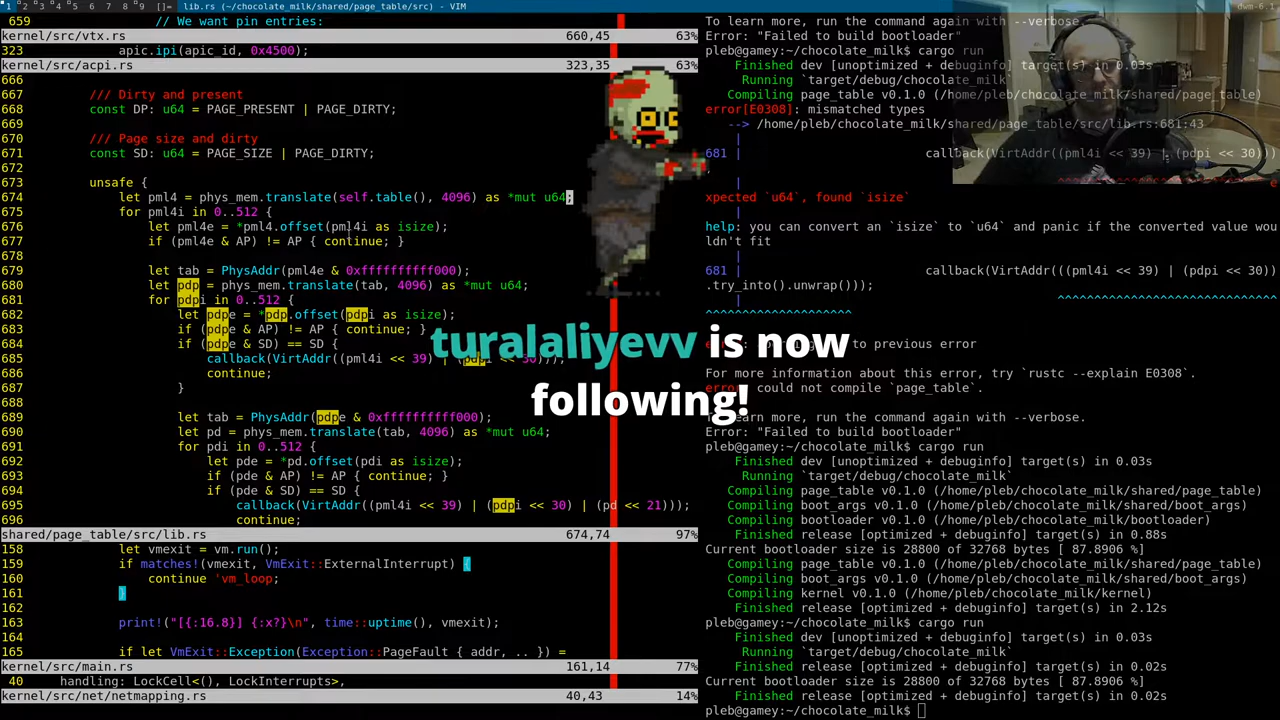 1 2 3 4 5 6 7 8 9 []= lib.rs (~/chocolate_milk/shared/page_table/src) - VIM
dwm-6.1
659 // We want pin entries:
kernel/src/vtx.rs 660,45 63%
323 apic.ipi(apic_id, 0x4500);
kernel/src/acpi.rs 323,35 63%
666
667 /// Dirty and present
668 const DP: u64 = PAGE_PRESENT | PAGE_DIRTY;
669
670 /// Page size and dirty
671 const SD: u64 = PAGE_SIZE | PAGE_DIRTY;
672
673 unsafe {
674 let pml4 = phys_mem.translate(self.table(), 4096) as *mut u64;
675 for pml4i in 0..512 {
676 let pml4e = *pml4.offset(pml4i as isize);
677 if (pml4e & AP) != AP { continue; }
678
679 let tab = PhysAddr(pml4e & 0xffffffffff000);
680 let pdp = phys_mem.translate(tab, 4096) as *mut u64;
681 for pdpi in 0..512 {
682 let pdpe = *pdp.offset(pdpi as isize);
683 if (pdpe & AP) != AP { continue; }
684 if (pdpe & SD) == SD {
685 callback(VirtAddr((pml4i << 39) | (pdpi << 30)));
686 continue;
687 }
688
689 let tab = PhysAddr(pdpe & 0xffffffffff000);
690 let pd = phys_mem.translate(tab, 4096) as *mut u64;
691 for pdi in 0..512 {
692 let pde = *pd.offset(pdi as isize);
693 if (pde & AP) != AP { continue; }
694 if (pde & SD) == SD {
695 callback(VirtAddr((pml4i << 39) | (pdpi << 30) | (pd << 21)));
696 continue;
shared/page_table/src/lib.rs 674,74 97%
158 let vmexit = vm.run();
159 if matches!(vmexit, VmExit::ExternalInterrupt) {
160 continue 'vm_loop;
161 }
162
163 print!("[{:16.8}] {:x?}\n", time::uptime(), vmexit);
164
165 if let VmExit::Exception(Exception::PageFault { addr, .. }) =
kernel/src/main.rs 161,14 77%
40 handling: LockCell<(), LockInterrupts>,
kernel/src/net/netmapping.rs 40,43 14%
turalaliyevv is now
following!
To learn more, run the command again with --verbose.
Error: "Failed to build bootloader"
pleb@gamey:~/chocolate_milk$ cargo run
Finished dev [unoptimized + debuginfo] target(s) in 0.03s
Running `target/debug/chocolate_milk`
Compiling page_table v0.1.0 (/home/pleb/chocolate_milk/shared/page_table)
error[E0308]: mismatched types
--> /home/pleb/chocolate_milk/shared/page_table/src/lib.rs:681:43
|
681 | callback(VirtAddr((pml4i << 39) | (pdpi << 30)))
;
| ^^^^^^^^^^^^^^^^^^^^^^^^^^^^ e
xpected `u64`, found `isize`
help: you can convert an `isize` to `u64` and panic if the converted value wou
ldn't fit
|
681 | callback(VirtAddr(((pml4i << 39) | (pdpi << 30))
.try_into().unwrap()));
| ^^^^^^^^^^^^^^^^^^^^^^^^^^^^^^
^^^^^^^^^^^^^^^^^^^^
to previous error
For more information about this error, try `rustc --explain E0308`.
could not compile `page_table`.
To learn more, run the command again with --verbose.
Error: "Failed to build bootloader"
pleb@gamey:~/chocolate_milk$ cargo run
Finished dev [unoptimized + debuginfo] target(s) in 0.03s
Running `target/debug/chocolate_milk`
Compiling page_table v0.1.0 (/home/pleb/chocolate_milk/shared/page_table)
Compiling boot_args v0.1.0 (/home/pleb/chocolate_milk/shared/boot_args)
Compiling bootloader v0.1.0 (/home/pleb/chocolate_milk/bootloader)
Finished release [optimized + debuginfo] target(s) in 0.88s
Current bootloader size is 28800 of 32768 bytes [ 87.8906 %]
Compiling page_table v0.1.0 (/home/pleb/chocolate_milk/shared/page_table)
Compiling boot_args v0.1.0 (/home/pleb/chocolate_milk/shared/boot_args)
Compiling kernel v0.1.0 (/home/pleb/chocolate_milk/kernel)
Finished release [optimized + debuginfo] target(s) in 2.12s
pleb@gamey:~/chocolate_milk$ cargo run
Finished dev [unoptimized + debuginfo] target(s) in 0.03s
Running `target/debug/chocolate_milk`
Finished release [optimized + debuginfo] target(s) in 0.02s
Current bootloader size is 28800 of 32768 bytes [ 87.8906 %]
Finished release [optimized + debuginfo] target(s) in 0.02s
pleb@gamey:~/chocolate_milk$